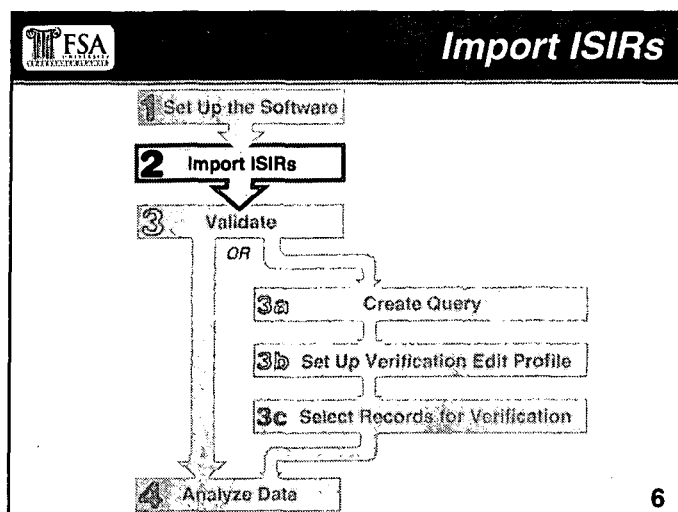 FSA
UNIVERSITY
Import ISIRs
1 Set Up the Software
2 Import ISIRs
3 Validate
OR
3a Create Query
3b Set Up Verification Edit Profile
3c Select Records for Verification
4 Analyze Data
6